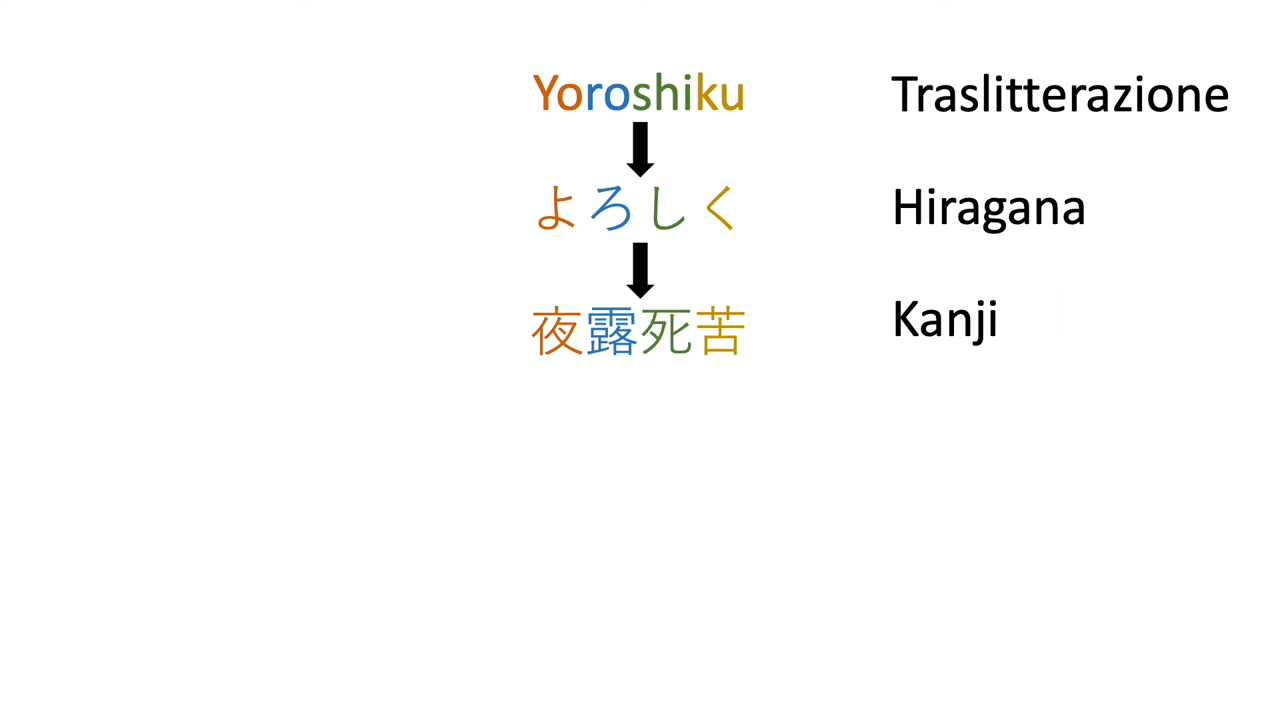 Yoroshiku Traslitterazione
よろしく Hiragana
夜露死苦 Kanji